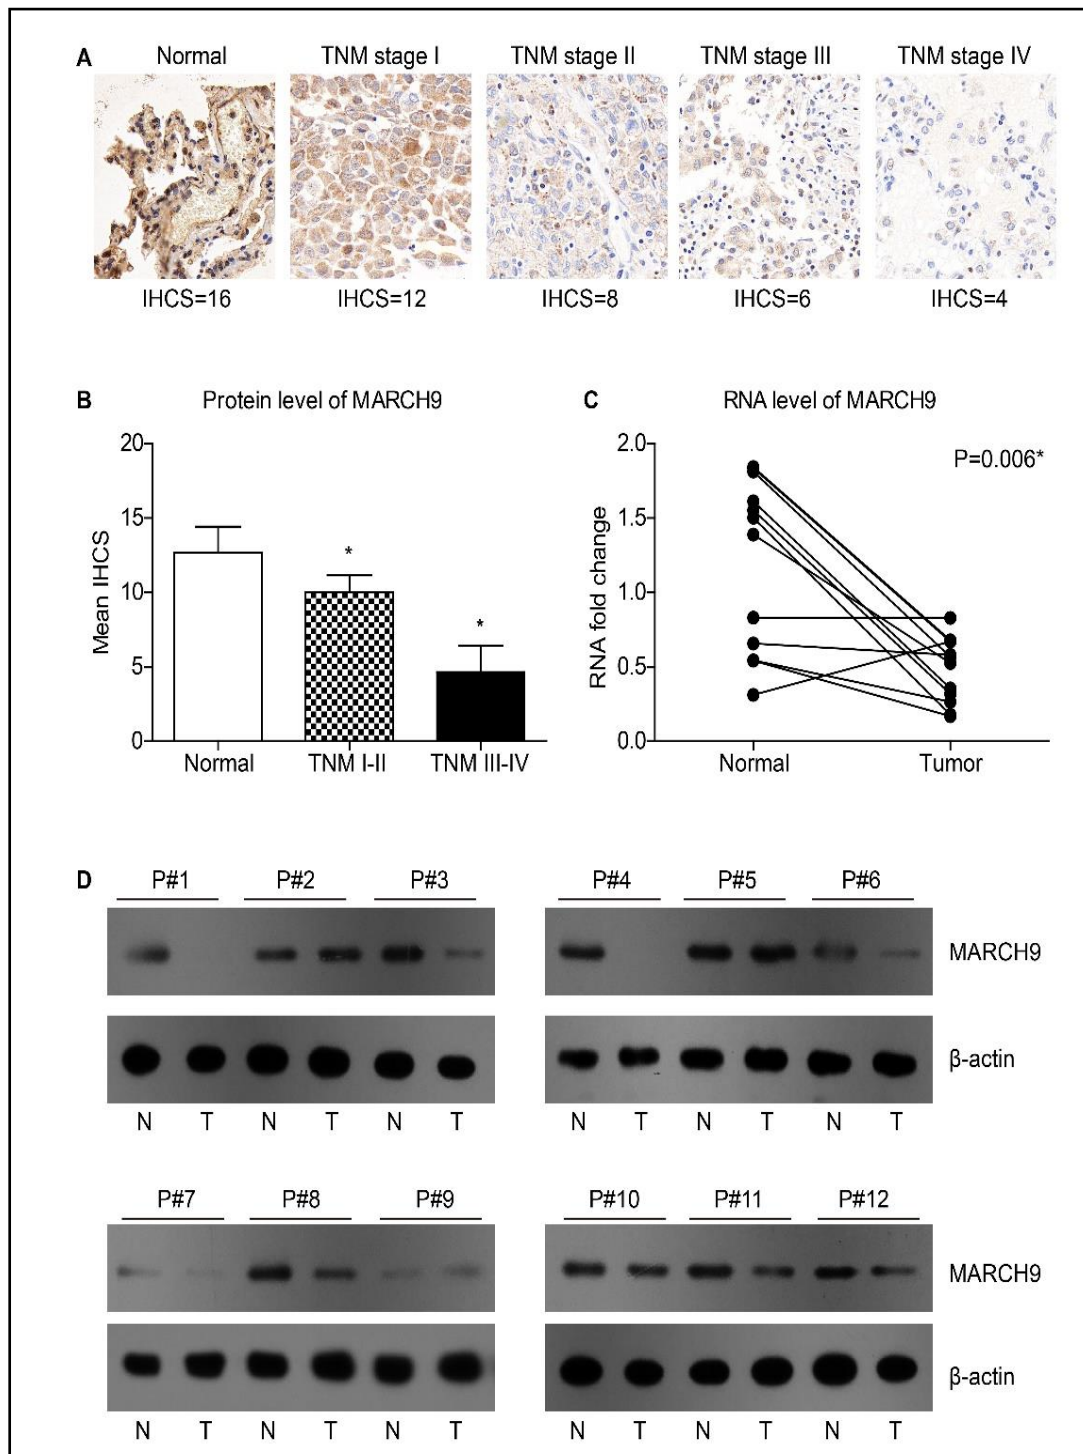 A Normal TNM stage I TNM stage II TNM stage III TNM stage IV
IHCS=16 IHCS=12 IHCS=8 IHCS=6 IHCS=4
B Protein level of MARCH9
20
15
10
5
0
Mean IHCS
* *
Normal TNM I-II TNM III-IV
C RNA level of MARCH9
P=0.006*
2.0
1.5
1.0
0.5
0.0
RNA fold change
Normal Tumor
D P#1 P#2 P#3 P#4 P#5 P#6
MARCH9
β-actin
N T N T N T N T N T N T
P#7 P#8 P#9 P#10 P#11 P#12
MARCH9
β-actin
N T N T N T N T N T N T